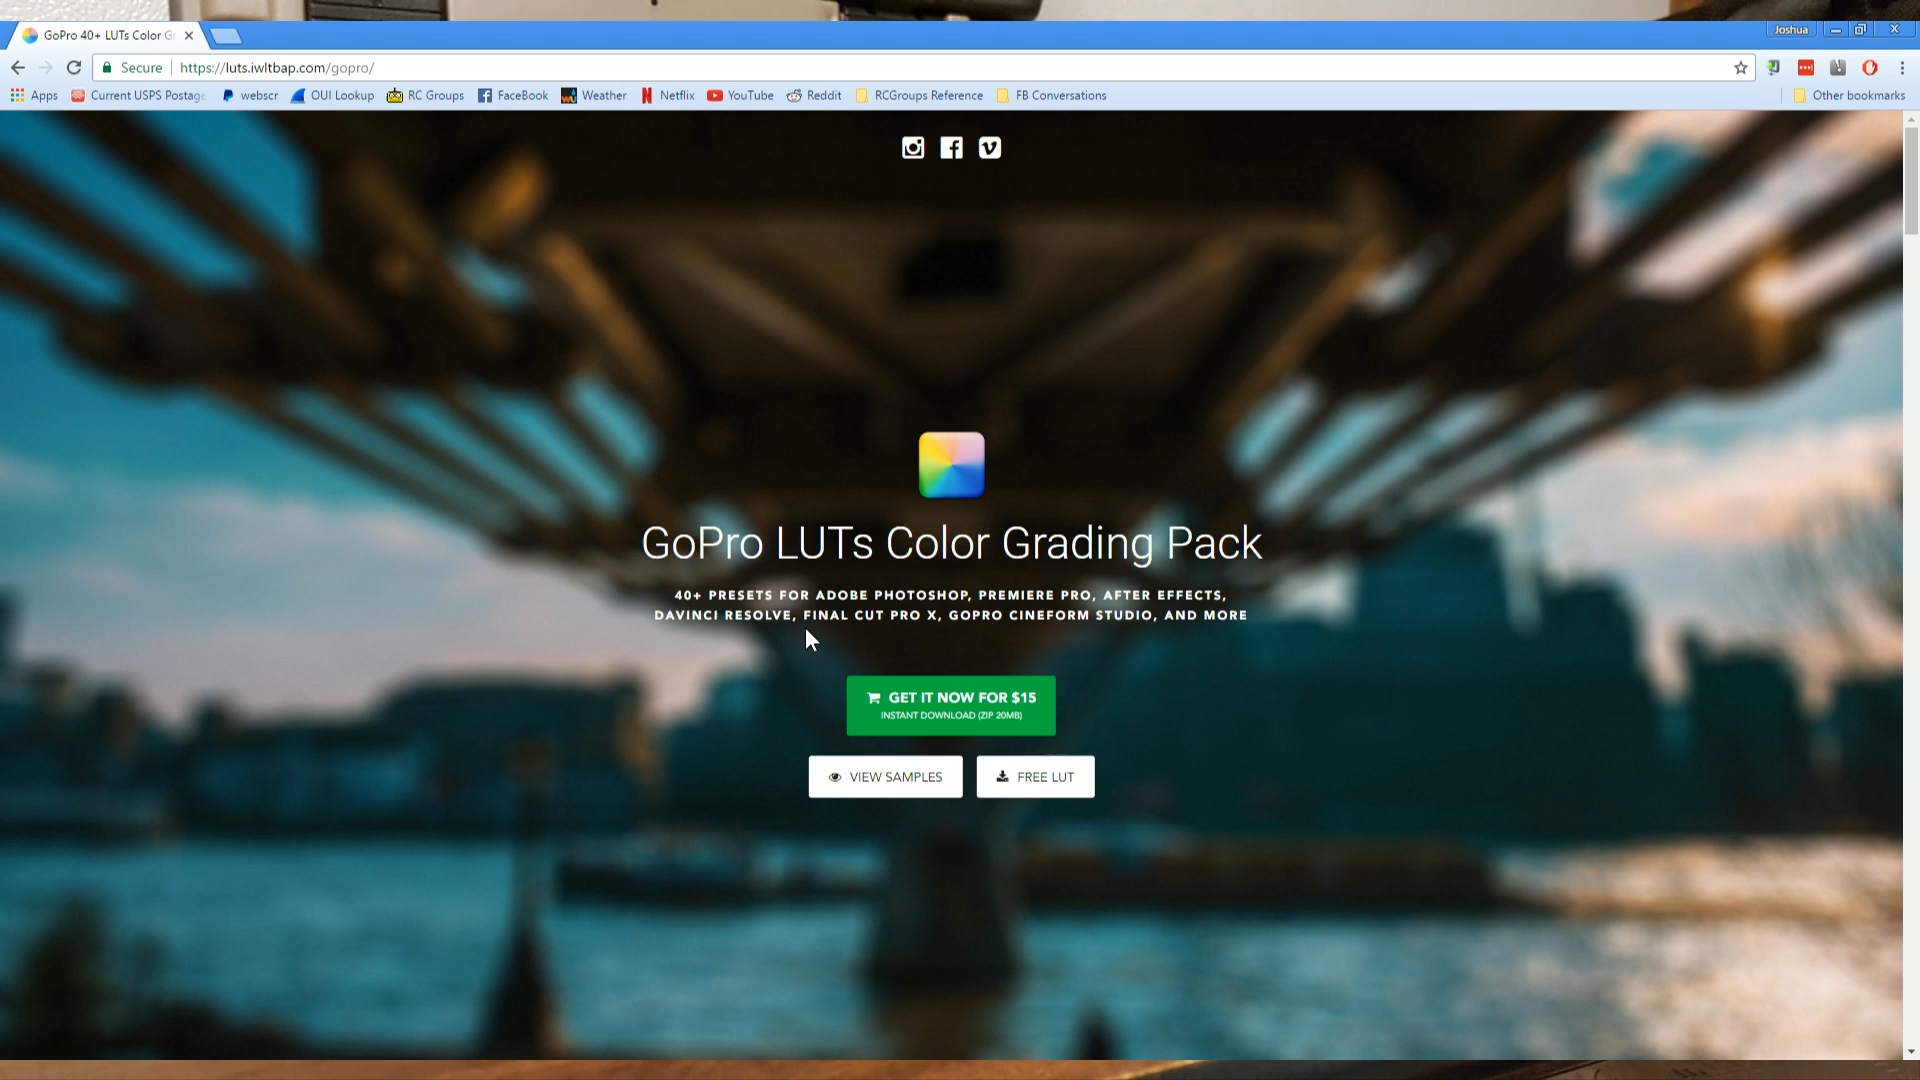 GoPro 40+ LUTs Color G
Joshua
Secure
https://luts.iwltbap.com/gopro/
Apps
Current USPS Postage
webscr
OUI Lookup
RC Groups
FaceBook
Weather
Netflix
YouTube
Reddit
RCGroups Reference
FB Conversations
Other bookmarks
GoPro LUTs Color Grading Pack
40+ PRESETS FOR ADOBE PHOTOSHOP, PREMIERE PRO, AFTER EFFECTS,
DAVINCI RESOLVE, FINAL CUT PRO X, GOPRO CINEFORM STUDIO, AND MORE
GET IT NOW FOR $15
INSTANT DOWNLOAD (ZIP 20MB)
VIEW SAMPLES
FREE LUT